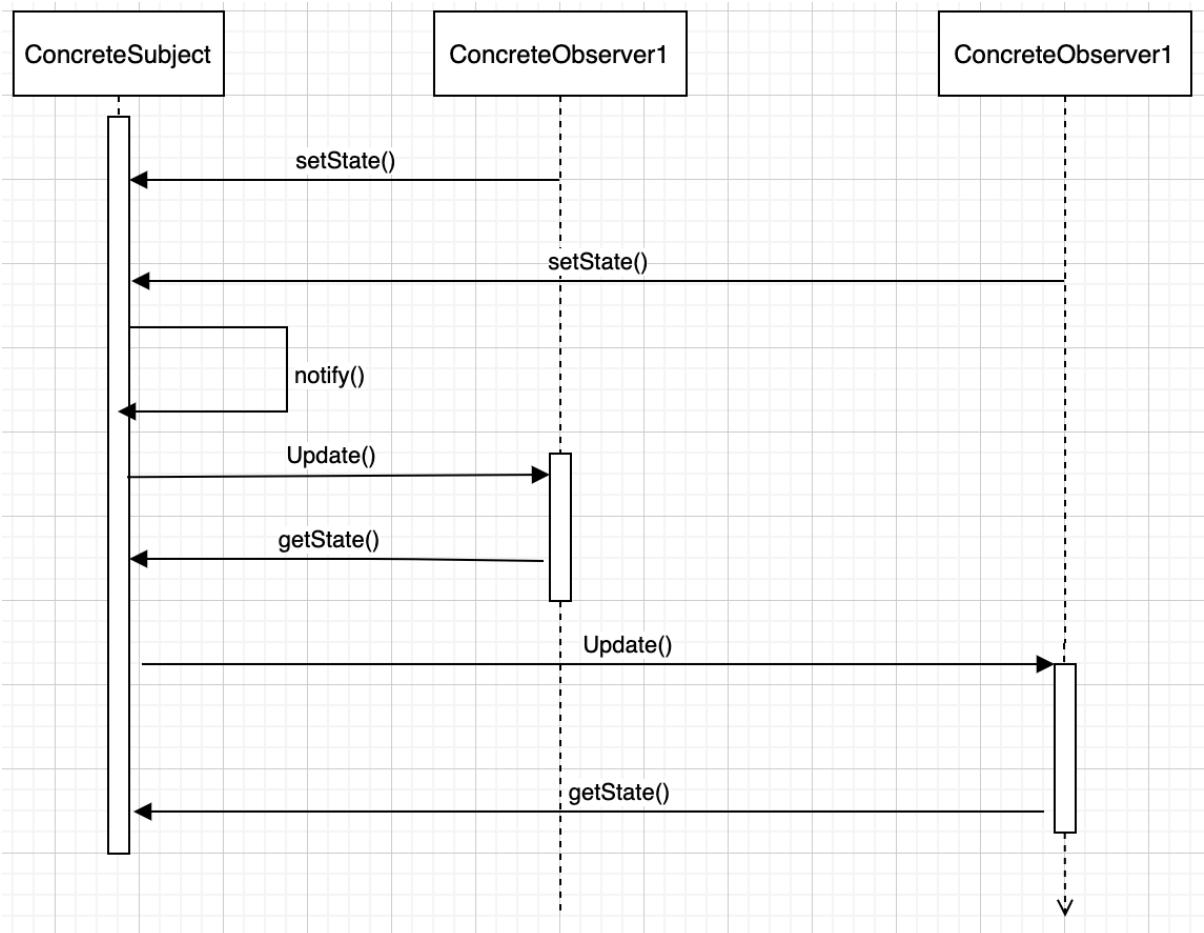 ConcreteSubject
ConcreteObserver1
ConcreteObserver1
setState()
setState()
notify()
Update()
getState()
Update()
getState()